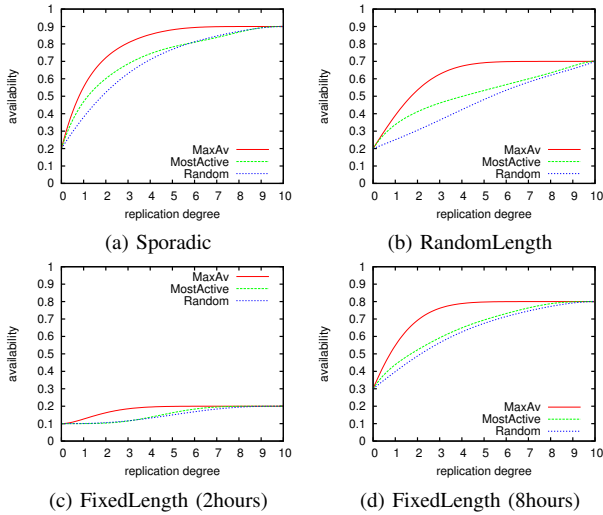 1
0.9
0.8
0.7
0.6
0.5
0.4
0.3
0.2
0.1
0
availability
0 1 2 3 4 5 6 7 8 9 10
replication degree
MaxAv
MostActive
Random
(a) Sporadic
1
0.9
0.8
0.7
0.6
0.5
0.4
0.3
0.2
0.1
0
availability
0 1 2 3 4 5 6 7 8 9 10
replication degree
MaxAv
MostActive
Random
(b) RandomLength
1
0.9
0.8
0.7
0.6
0.5
0.4
0.3
0.2
0.1
0
availability
0 1 2 3 4 5 6 7 8 9 10
replication degree
MaxAv
MostActive
Random
(c) FixedLength (2hours)
1
0.9
0.8
0.7
0.6
0.5
0.4
0.3
0.2
0.1
0
availability
0 1 2 3 4 5 6 7 8 9 10
replication degree
MaxAv
MostActive
Random
(d) FixedLength (8hours)